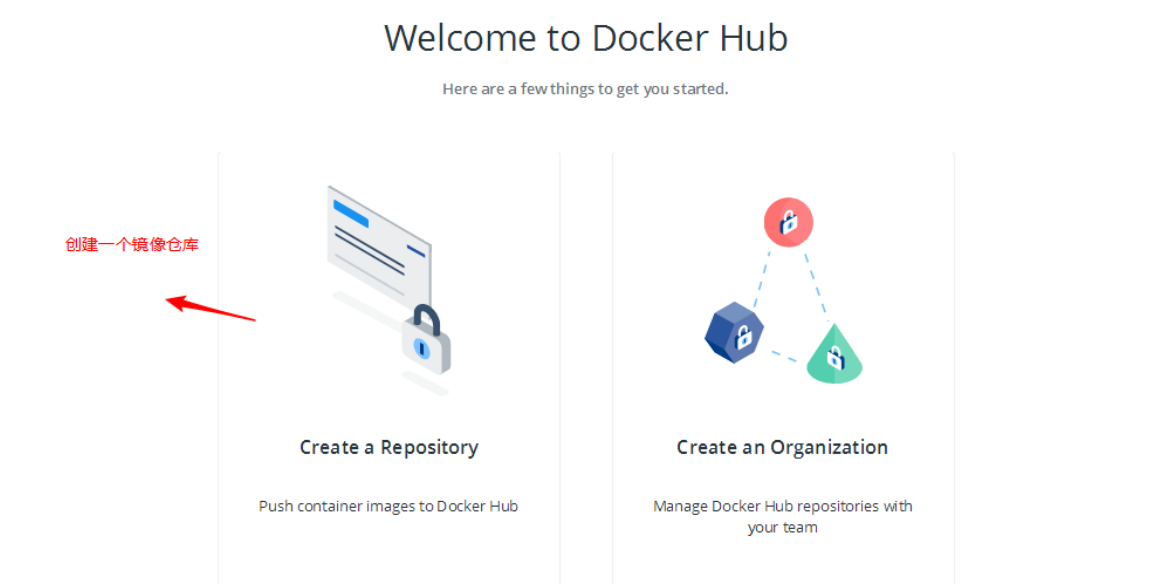 Welcome to Docker Hub
Here are a few things to get you started.
创建一个镜像仓库
Create a Repository
Push container images to Docker Hub
Create an Organization
Manage Docker Hub repositories with
your team